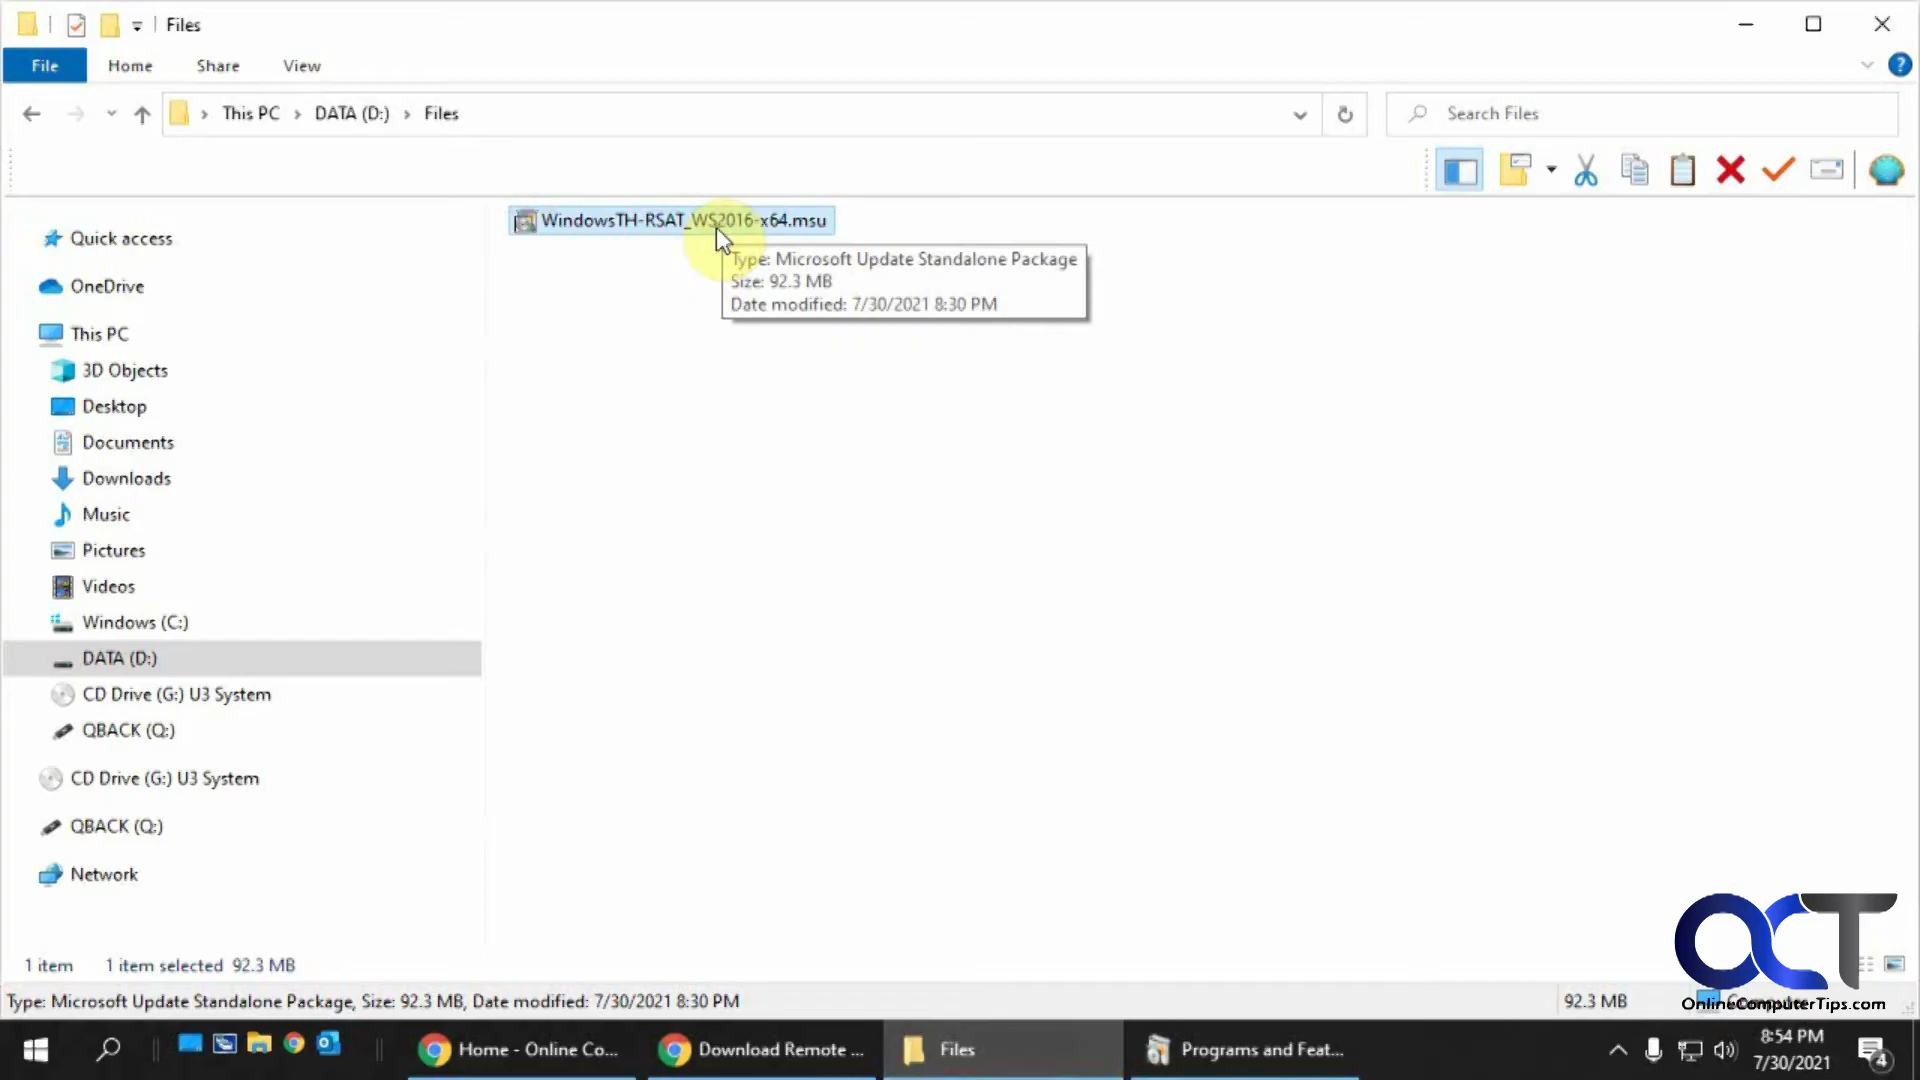 Files
File
Home
Share
View
This PC
DATA (D:)
Files
Search Files
WindowsTH-RSAT_WS2016-x64.msu
Type: Microsoft Update Standalone Package
Size: 92.3 MB
Date modified: 7/30/2021 8:30 PM
Quick access
OneDrive
This PC
3D Objects
Desktop
Documents
Downloads
Music
Pictures
Videos
Windows (C:)
DATA (D:)
CD Drive (G:) U3 System
QBACK (Q:)
CD Drive (G:) U3 System
QBACK (Q:)
Network
1 item 1 item selected 92.3 MB
Type: Microsoft Update Standalone Package, Size: 92.3 MB, Date modified: 7/30/2021 8:30 PM
92.3 MB
Computer
OCT
OnlineComputerTips.com
Home - Online Co...
Download Remote ...
Files
Programs and Feat...
8:54 PM
7/30/2021
4